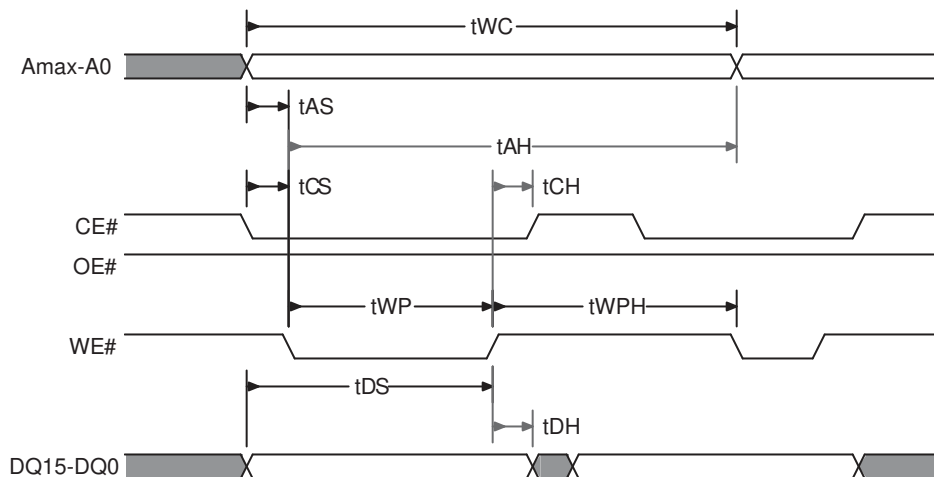 tWC
Amax-A0
tAS
tAH
tCS
tCH
CE#
OE#
tWP
tWPH
WE#
tDS
tDH
DQ15-DQ0